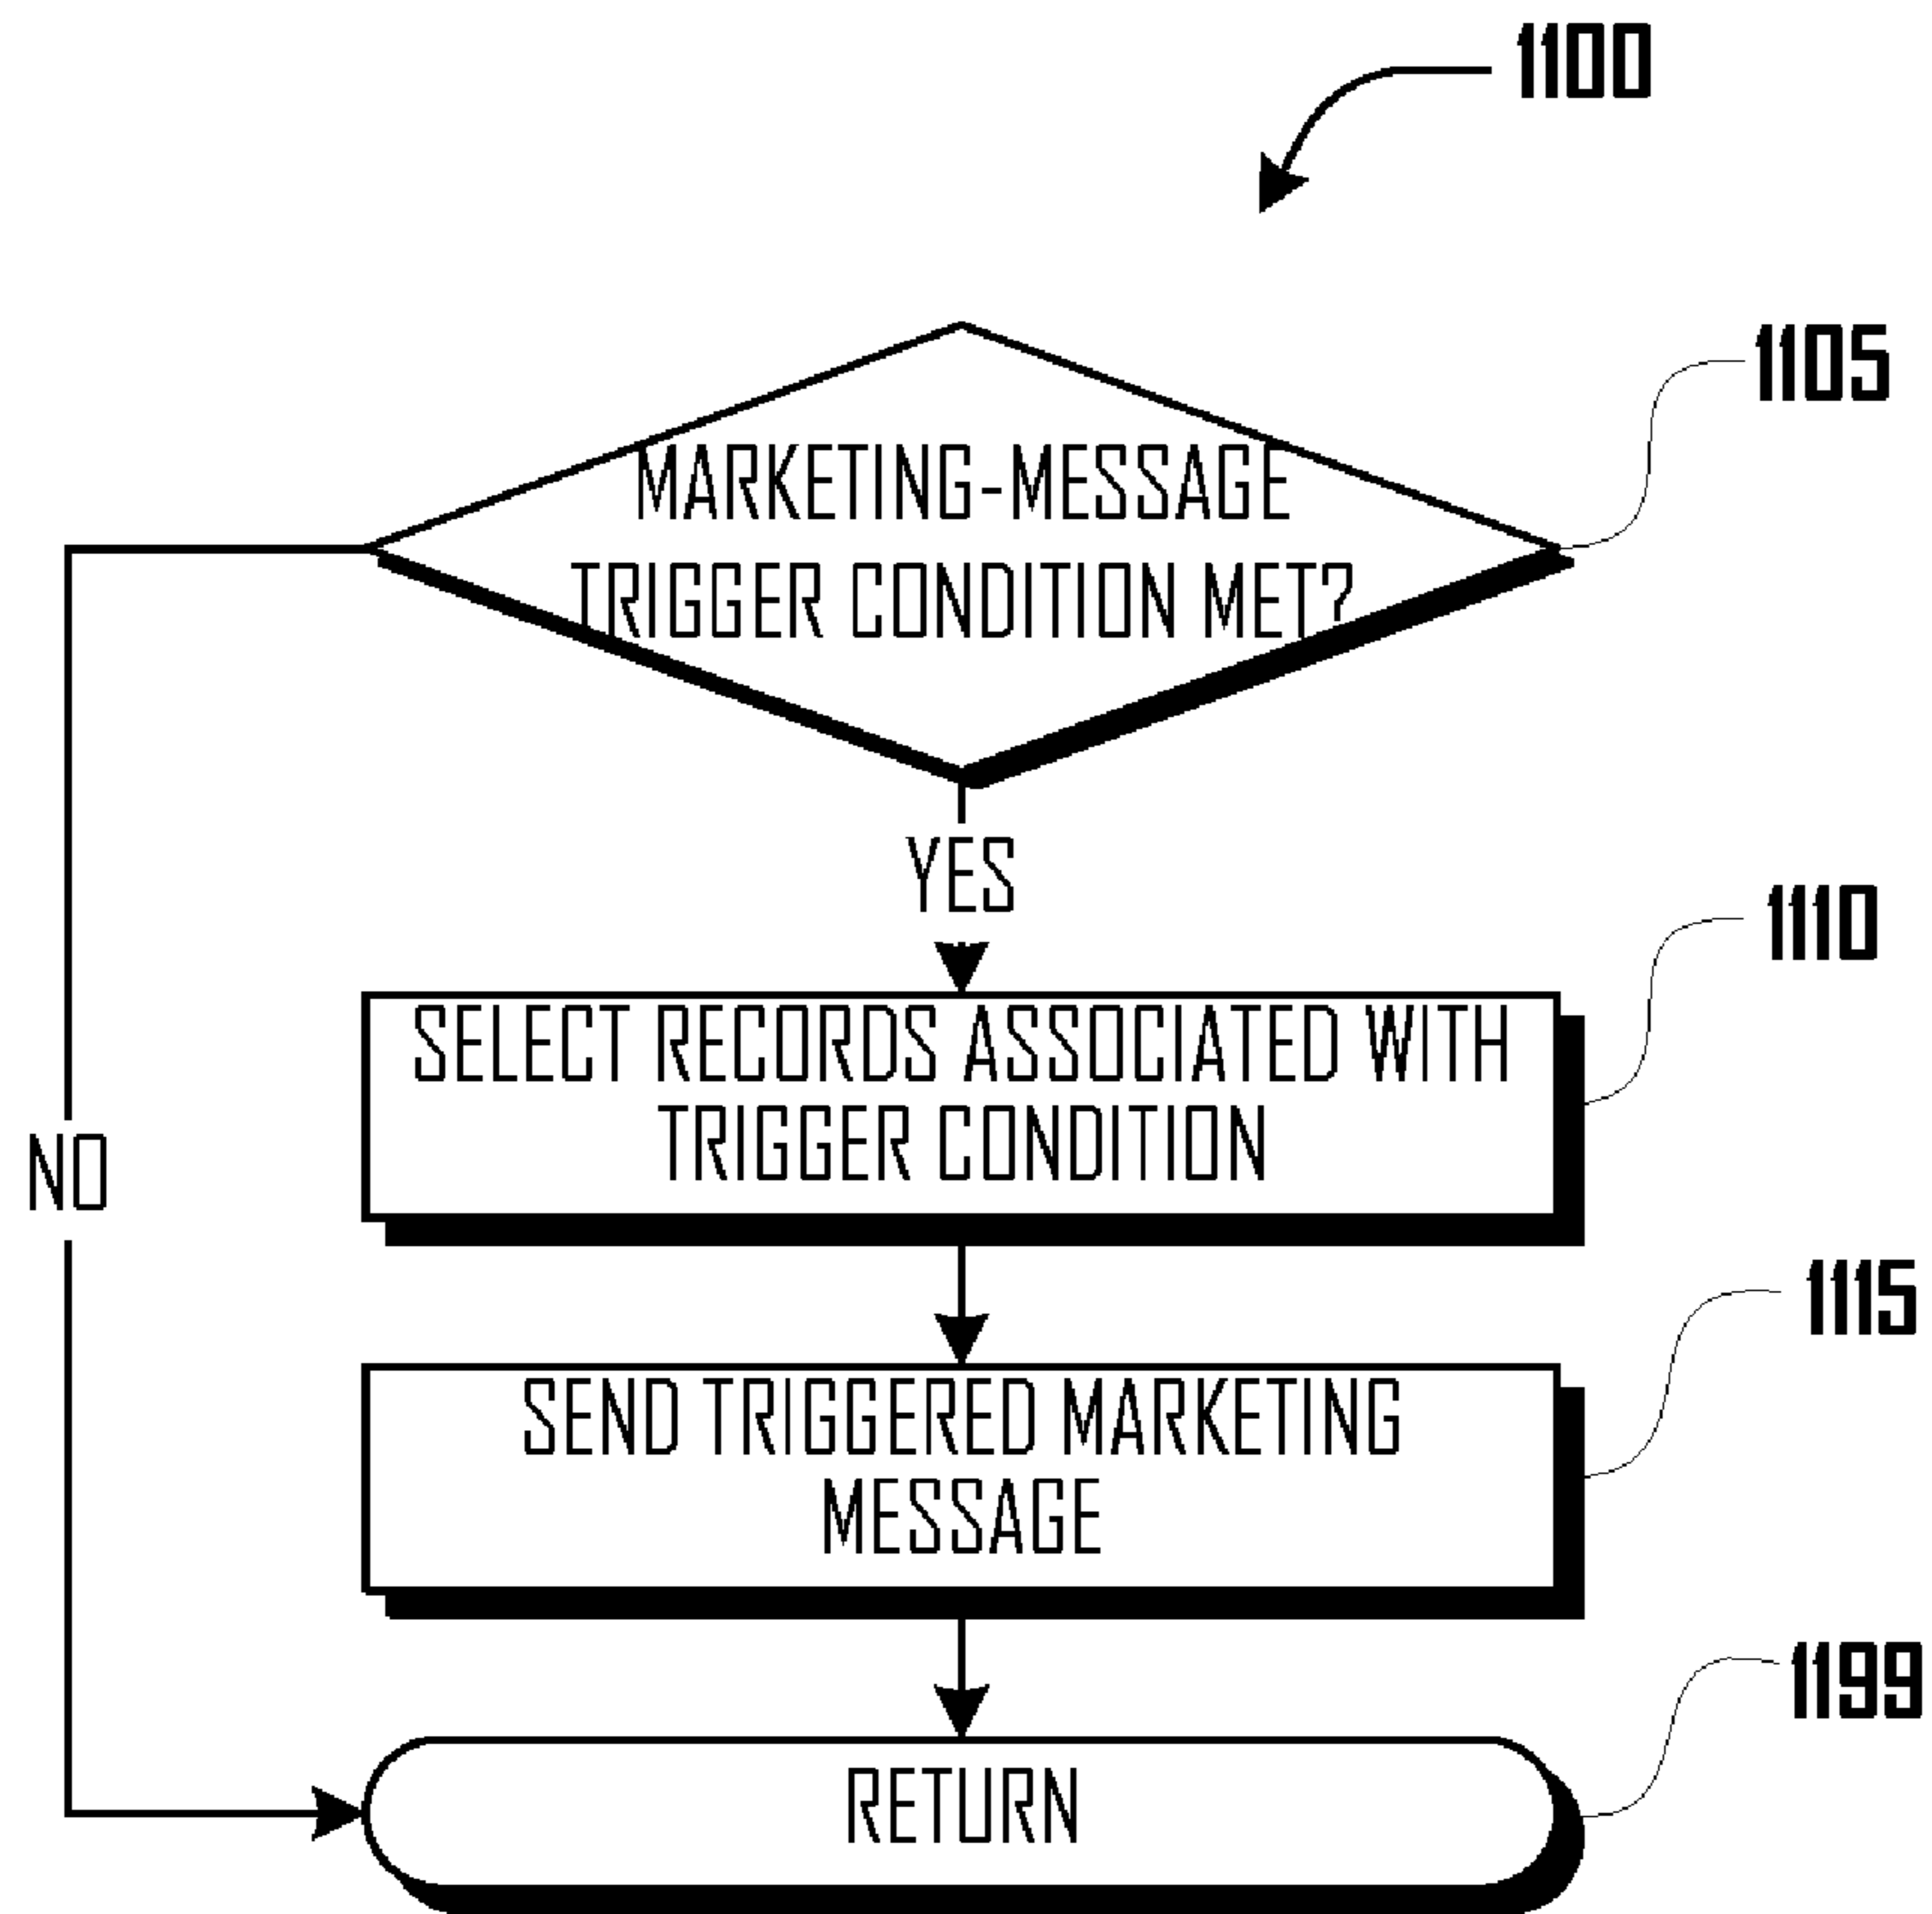 1100
1105
MARKETING-MESSAGE
TRIGGER CONDITION MET?
YES
1110
SELECT RECORDS ASSOCIATED WITH
TRIGGER CONDITION
NO
1115
SEND TRIGGERED MARKETING
MESSAGE
1199
RETURN